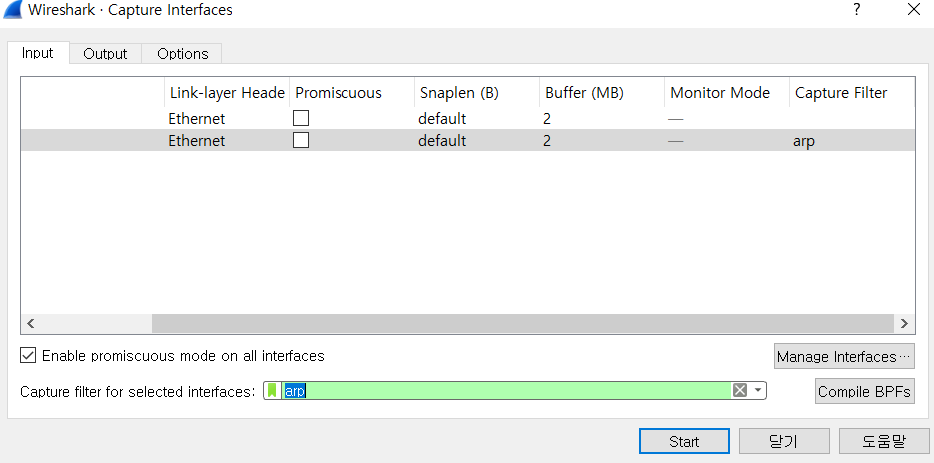 Wireshark · Capture Interfaces
Input Output Options
Link-layer Heade Promiscuous Snaplen (B) Buffer (MB) Monitor Mode Capture Filter
Ethernet default 2 —
Ethernet default 2 — arp
Enable promiscuous mode on all interfaces Manage Interfaces…
Capture filter for selected interfaces: arp Compile BPFs
Start 닫기 도움말